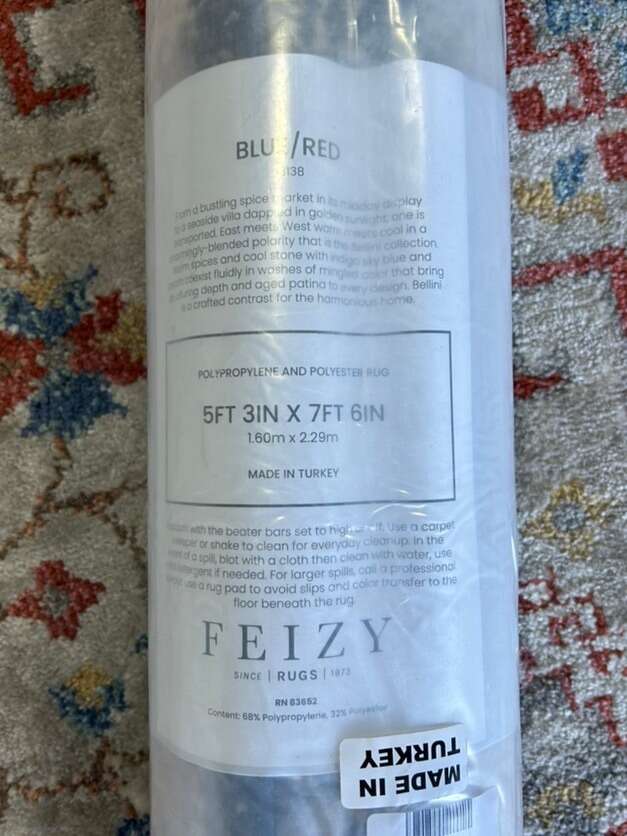 BLUE/RED
From a bustling spice market in its midday display
to a seaside villa dappled in golden sunlight, one is
transported. East meets West warm meets cool in a
seemingly-blended polarity that is the Bellini collection.
spices and cool stone with indigo sky blue and
coexist fluidly in washes of mingled color that bring
depth and aged patina to every design. Bellini
is a crafted contrast for the harmonious home.
POLYPROPYLENE AND POLYESTER RUG
5FT 3IN X 7FT 6IN
1.60m x 2.29m
MADE IN TURKEY
with the beater bars set to high or off. Use a carpet
sweeper or shake to clean for everyday cleanup. In the
event of a spill, blot with a cloth then clean with water, use
detergent if needed. For larger spills, call a professional
use a rug pad to avoid slips and color transfer to the
floor beneath the rug.
FEIZY
SINCE | RUGS | 1973
RN 63652
Content: 68% Polypropylene, 32% Polyester
MADE IN
TURKEY